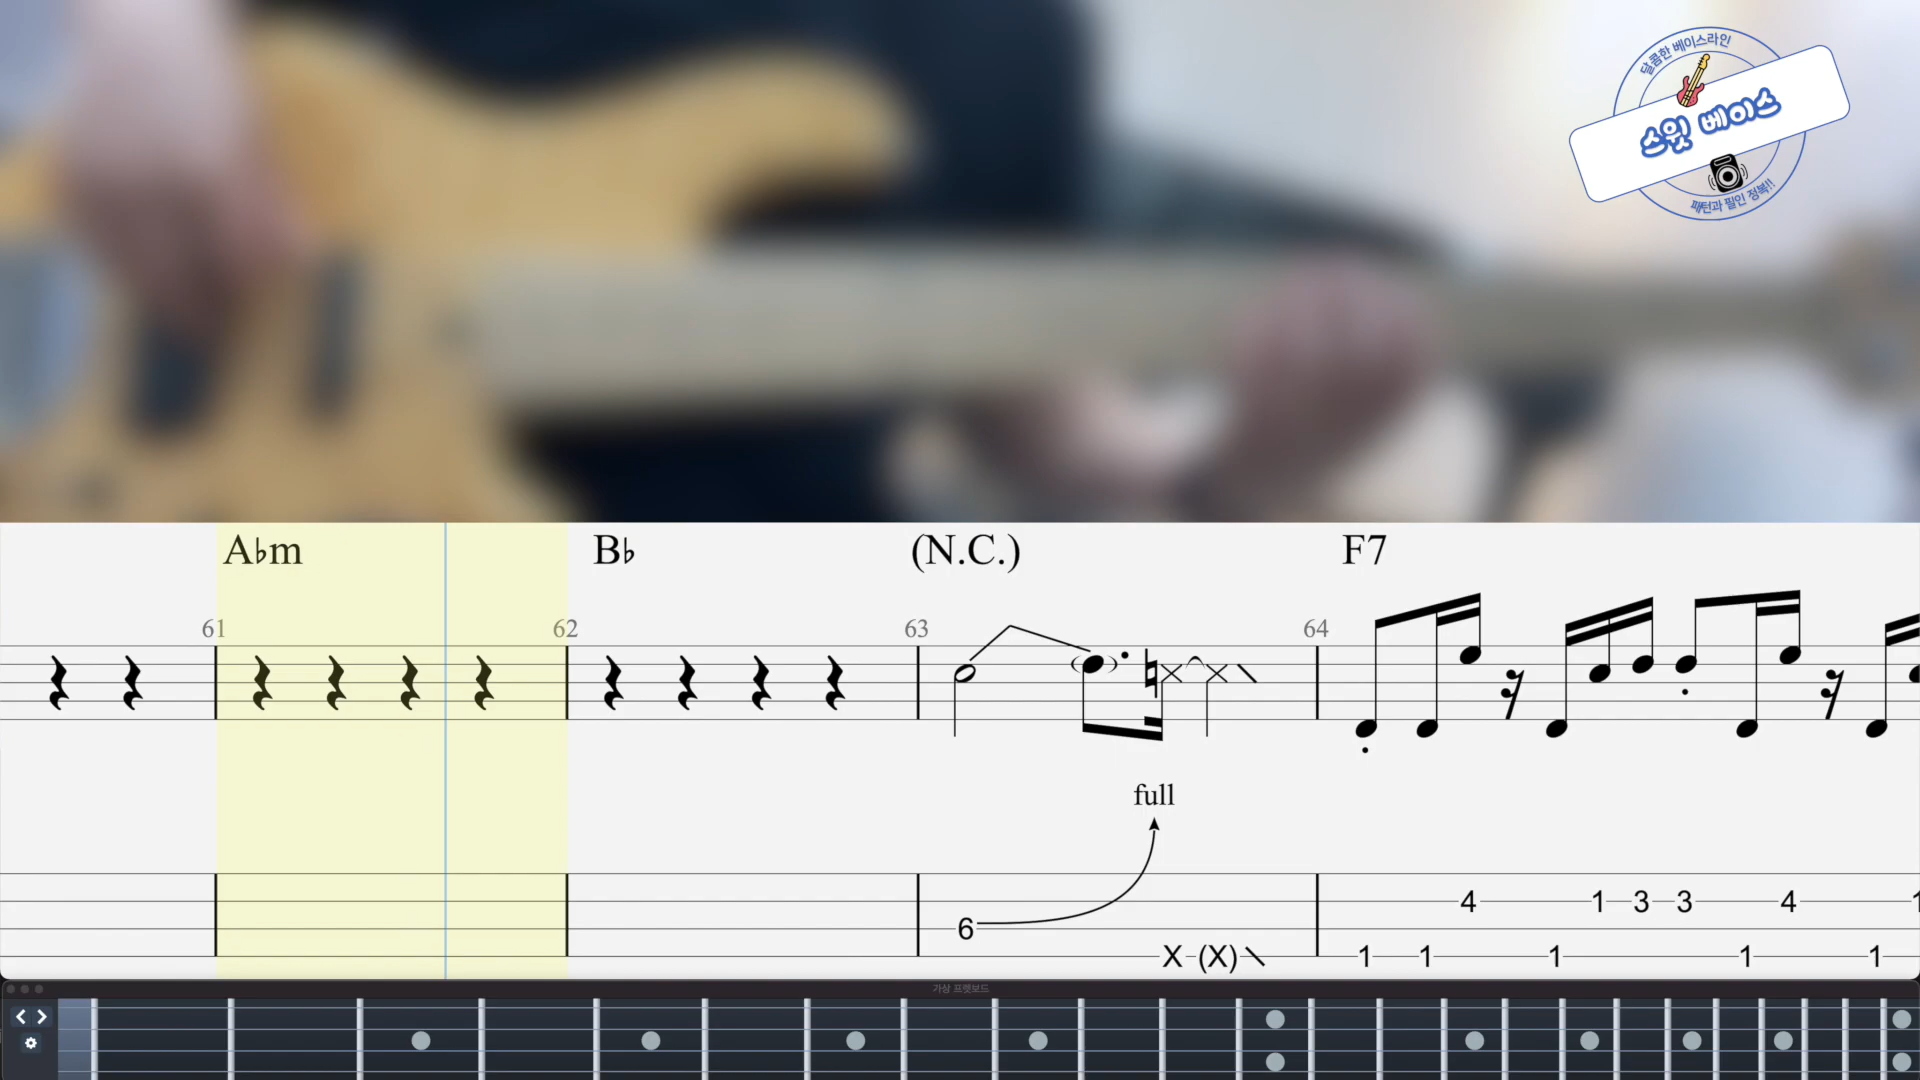 달콤한 베이스라인
스윗 베이스
패턴과 필인 정복!!
A♭m B♭ (N.C.) F7
61 62 63 64
full
4 1 3 3 4 1
6
X (X) 1 1 1 1 1
가상 프렛보드